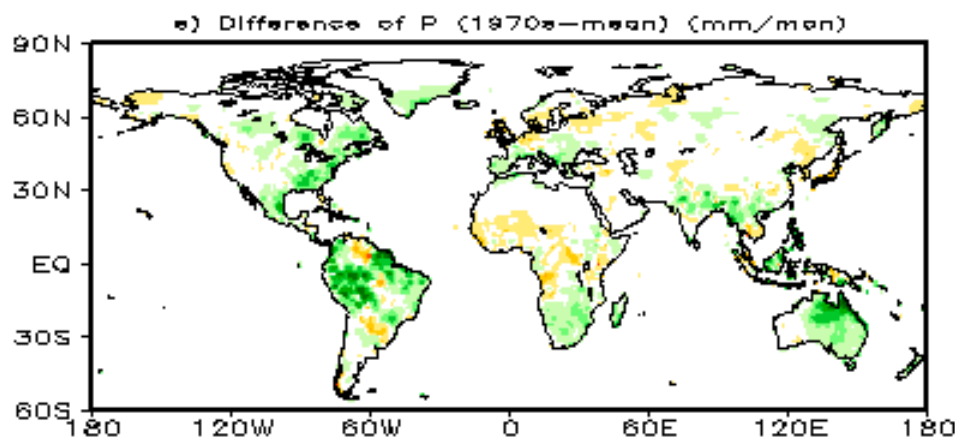 e) Difference of P (1970s-mean) (mm/mon)
90N
60N
30N
EQ
30S
60S
180 120W 60W 0 60E 120E 180